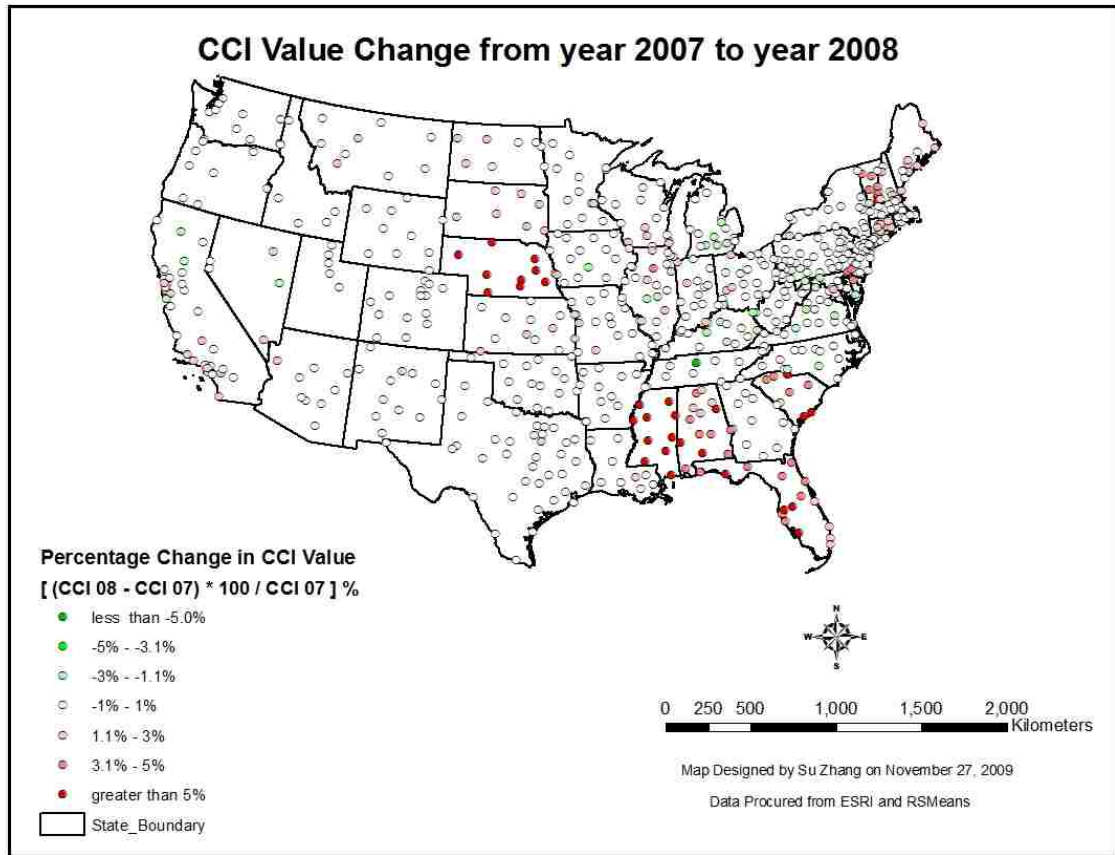 CCI Value Change from year 2007 to year 2008
Percentage Change in CCI Value
[ (CCI 08 - CCI 07) * 100 / CCI 07 ] %
less than -5.0%
-5% - -3.1%
-3% - -1.1%
-1% - 1%
1.1% - 3%
3.1% - 5%
greater than 5%
State_Boundary
N
W E
S
0 250 500 1,000 1,500 2,000
Kilometers
Map Designed by Su Zhang on November 27, 2009
Data Procured from ESRI and RSMeans